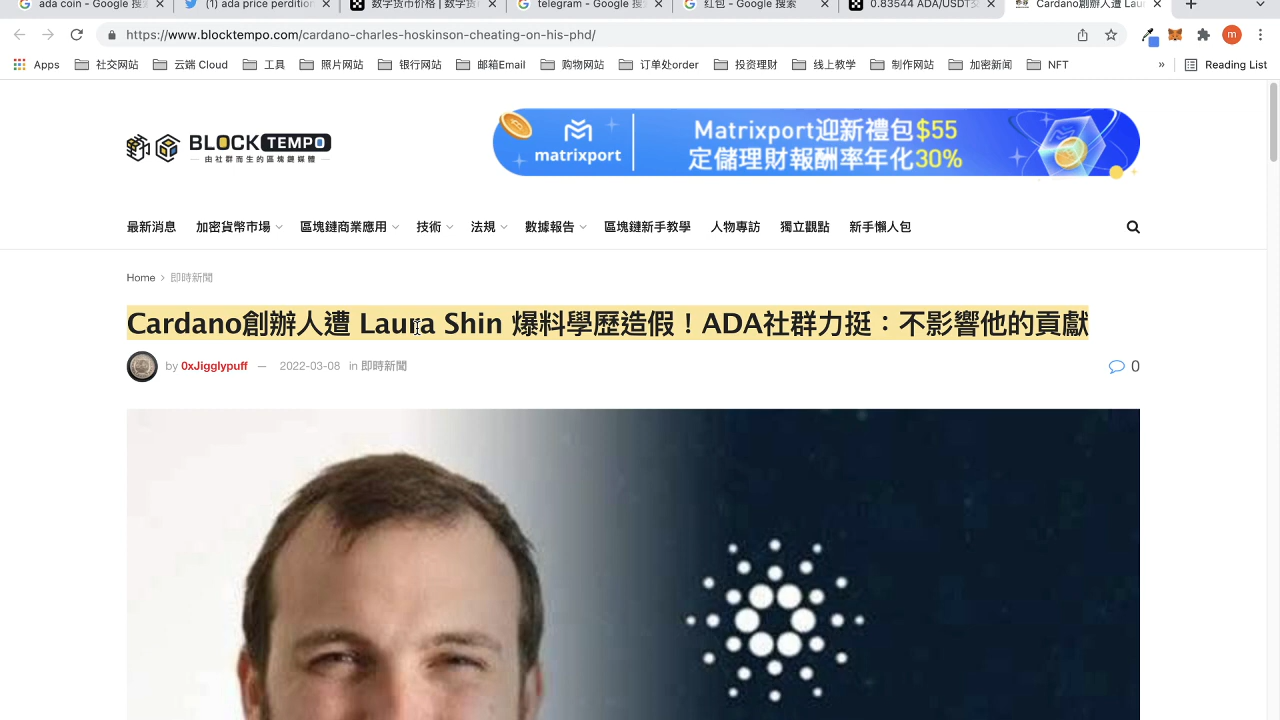 ada coin - Google 搜
(1) ada price perdition
数字货币价格 | 数字货
telegram - Google 搜
红包 - Google 搜索
0.83544 ADA/USDT交
Cardano創辦人遭 Lau
https://www.blocktempo.com/cardano-charles-hoskinson-cheating-on-his-phd/
m
Apps 社交网站 云端 Cloud 工具 照片网站 银行网站 邮箱Email 购物网站 订单处order 投资理财 线上教学 制作网站 加密新闻 NFT » Reading List
BLOCKTEMPO
由社群而生的區塊鏈媒體
matrixport
Matrixport迎新禮包$55
定儲理財報酬率年化30%
最新消息 加密貨幣市場 區塊鏈商業應用 技術 法規 數據報告 區塊鏈新手教學 人物專訪 獨立觀點 新手懶人包
Home > 即時新聞
Cardano創辦人遭 Laura Shin 爆料學歷造假！ADA社群力挺：不影響他的貢獻
by 0xJigglypuff — 2022-03-08 in 即時新聞
0